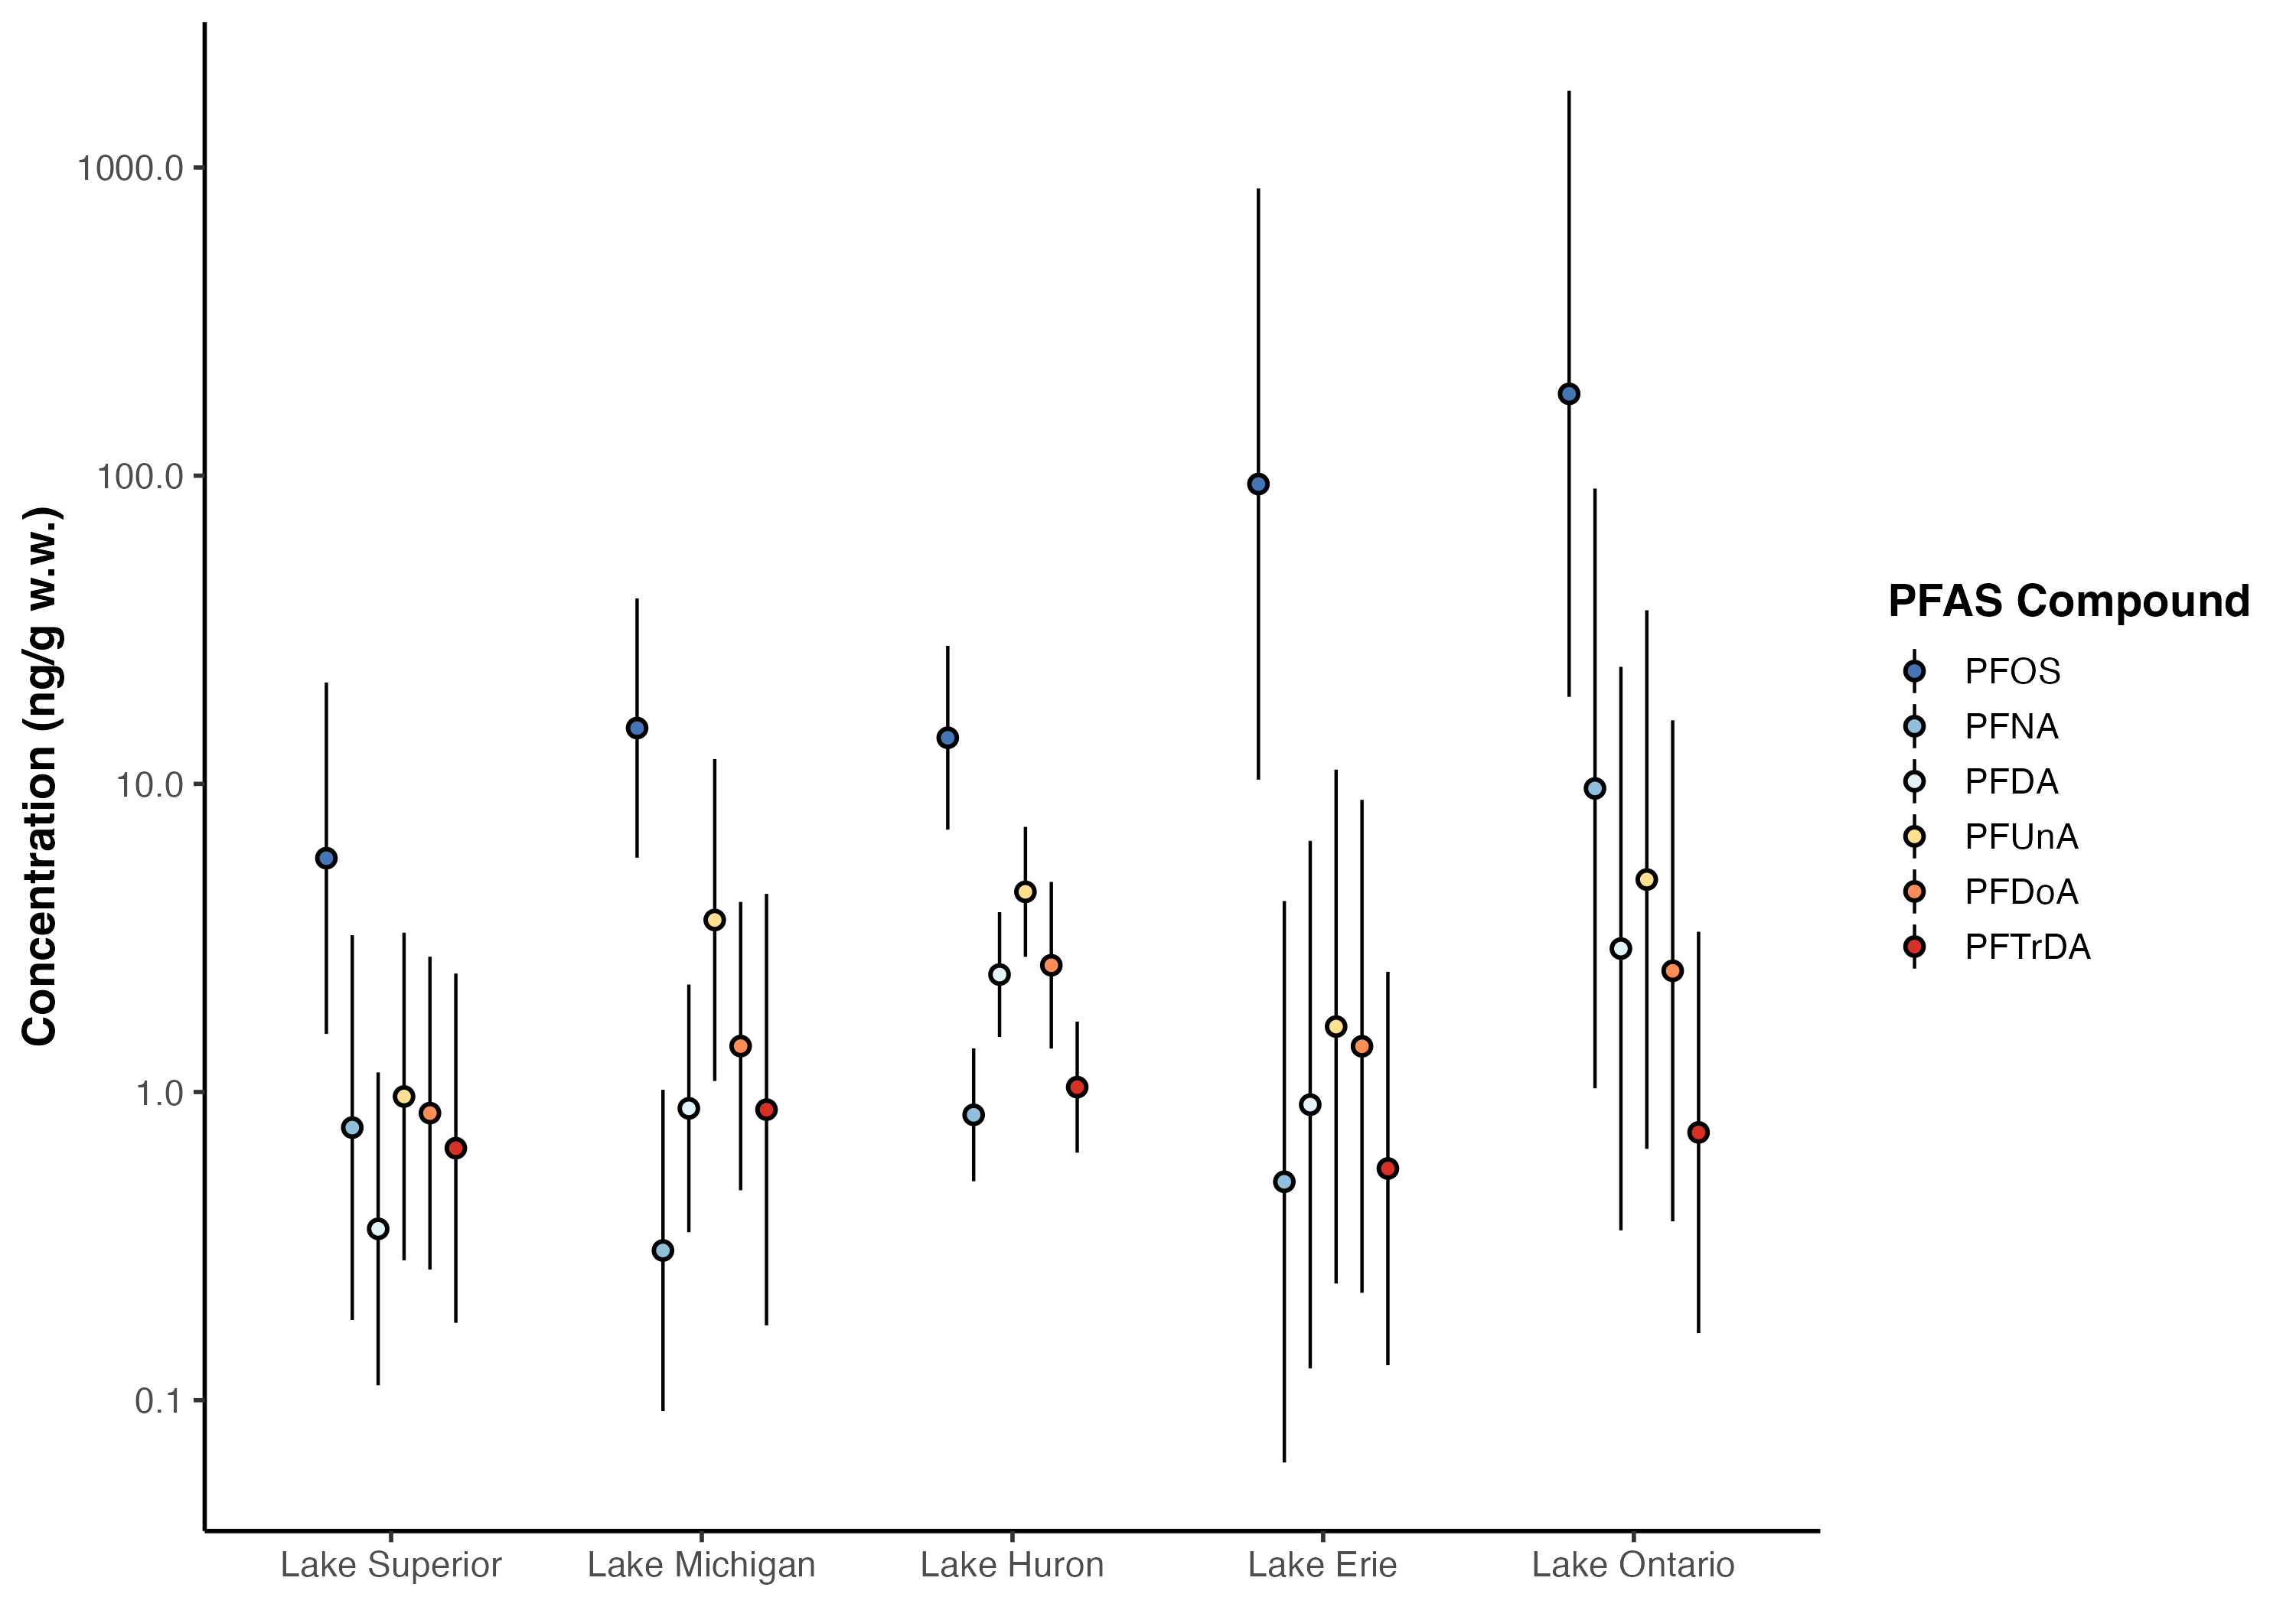 Concentration (ng/g w.w.)
1000.0
100.0
10.0
1.0
0.1
Lake Superior
Lake Michigan
Lake Huron
Lake Erie
Lake Ontario
PFAS Compound
PFOS
PFNA
PFDA
PFUnA
PFDoA
PFTrDA